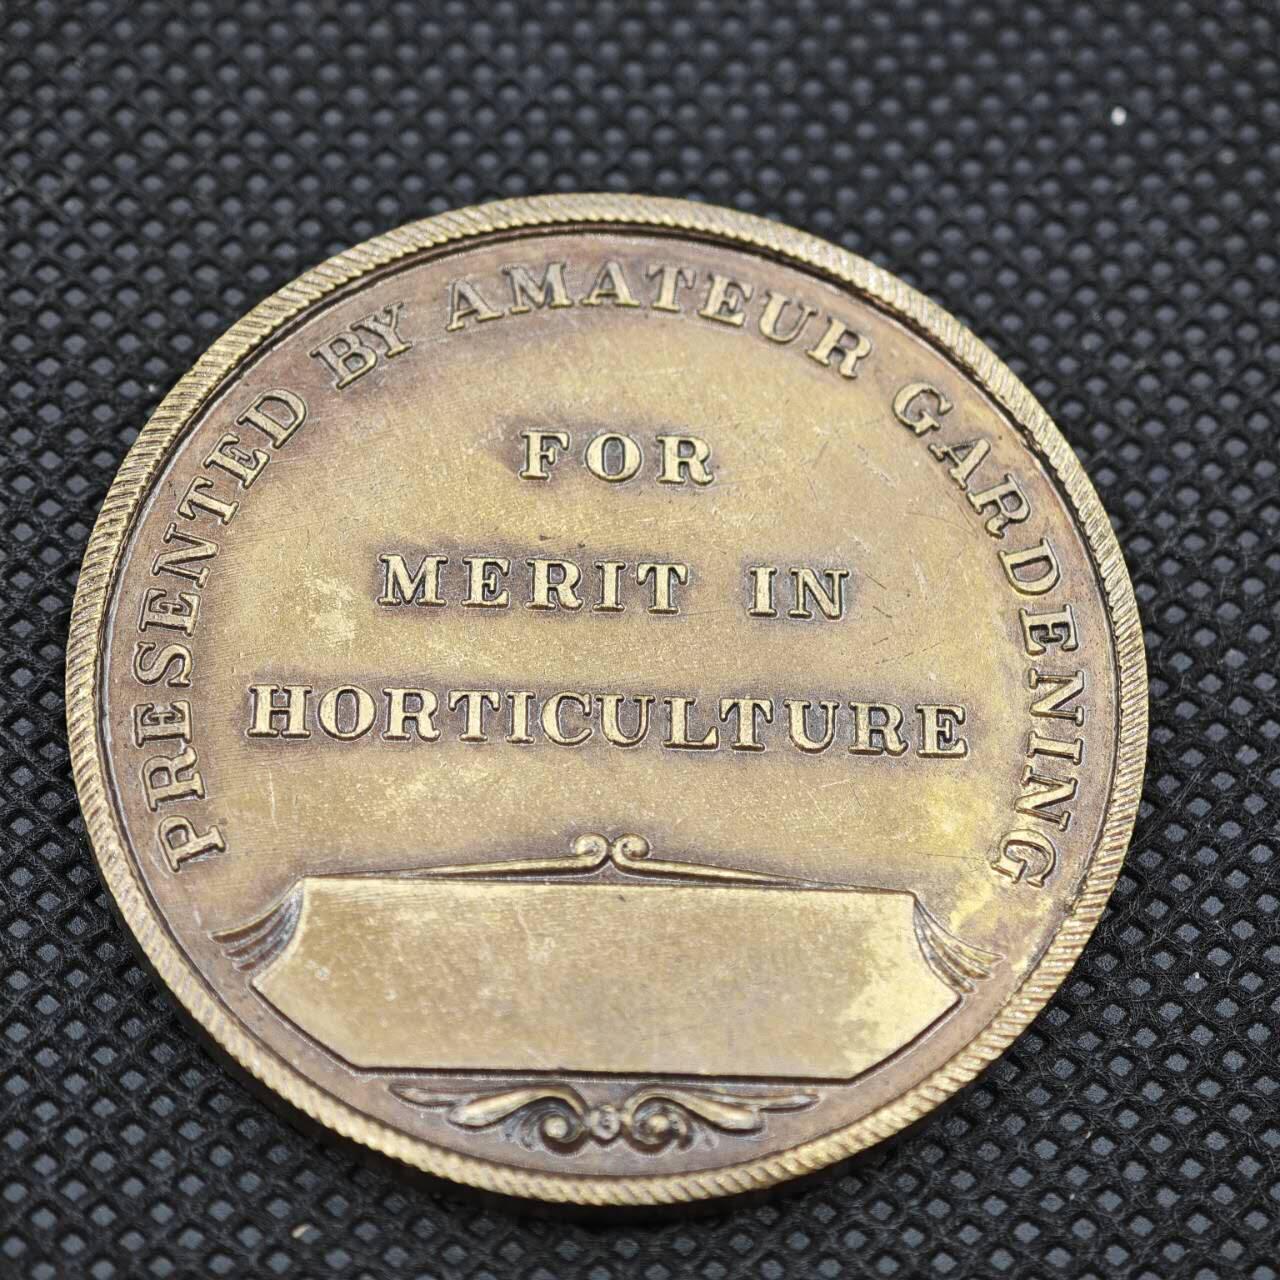 PRESENTED BY AMATEUR GARDENING
FOR
MERIT IN
HORTICULTURE